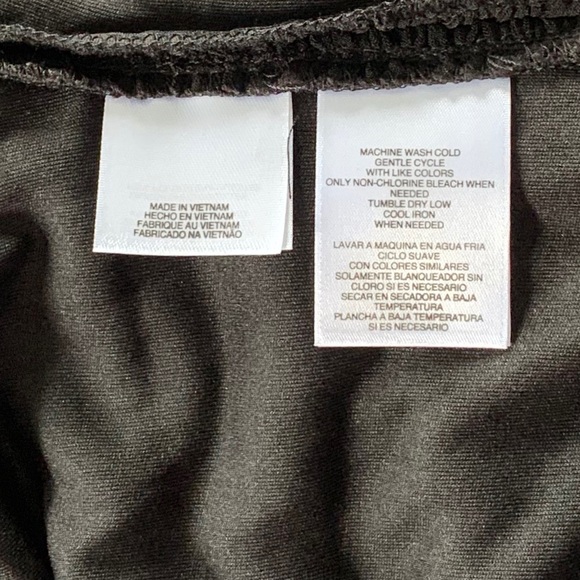 MADE IN VIETNAM
HECHO EN VIETNAM
FABRIQUE AU VIETNAM
FABRICADO NA VIETNÃO
MACHINE WASH COLD
GENTLE CYCLE
WITH LIKE COLORS
ONLY NON-CHLORINE BLEACH WHEN
NEEDED
TUMBLE DRY LOW
COOL IRON
WHEN NEEDED
LAVAR A MAQUINA EN AGUA FRIA
CICLO SUAVE
CON COLORES SIMILARES
SOLAMENTE BLANQUEADOR SIN
CLORO SI ES NECESARIO
SECAR EN SECADORA A BAJA
TEMPERATURA
PLANCHA A BAJA TEMPERATURA
SI ES NECESARIO